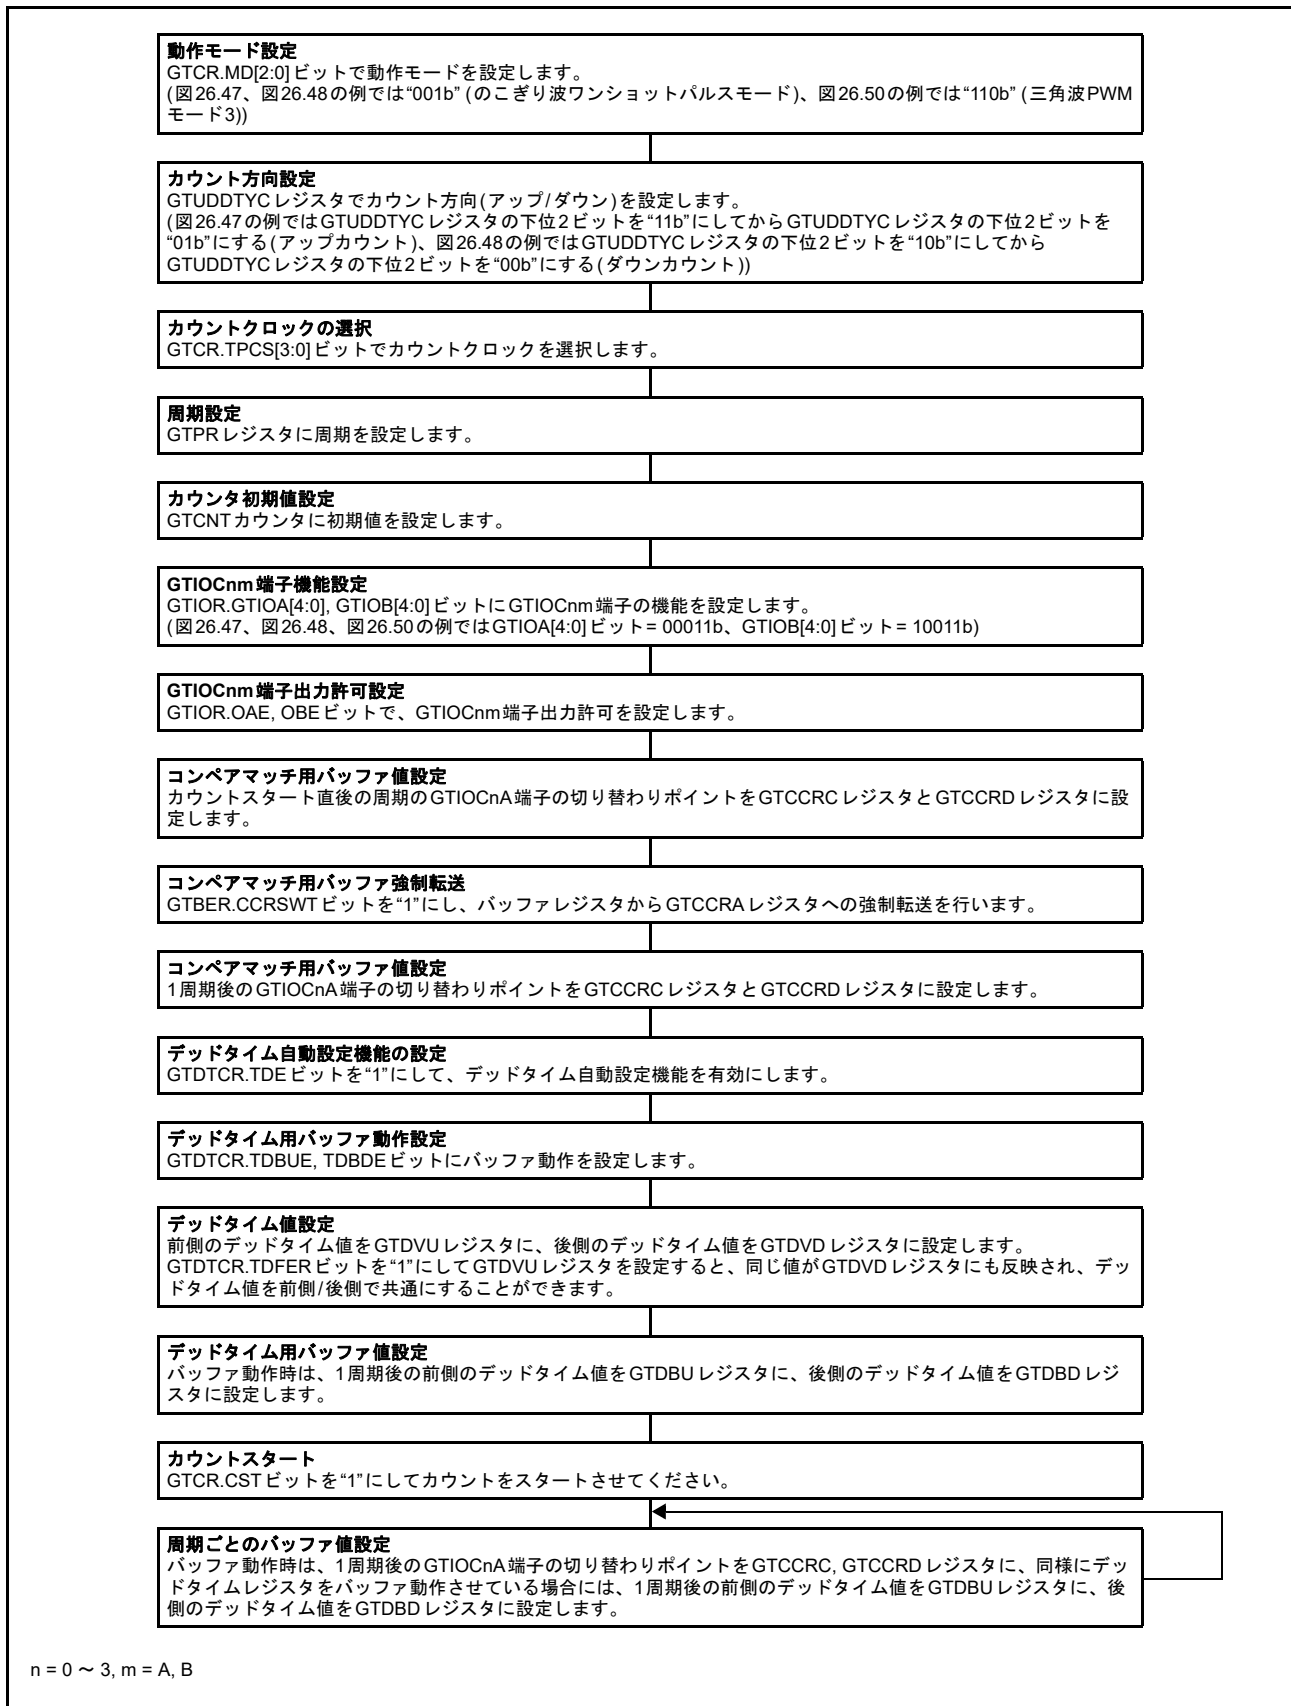 動作モード設定
GTCR.MD[2:0]ビットで動作モードを設定します。
(図26.47、図26.48の例では“001b” (のこぎり波ワンショットパルスモード)、図26.50の例では“110b” (三角波PWM
モード3))
カウント方向設定
GTUDDTYCレジスタでカウント方向(アップ/ダウン)を設定します。
(図26.47の例ではGTUDDTYCレジスタの下位2ビットを“11b”にしてからGTUDDTYCレジスタの下位2ビットを
“01b”にする(アップカウント)、図26.48の例ではGTUDDTYCレジスタの下位2ビットを“10b”にしてから
GTUDDTYCレジスタの下位2ビットを“00b”にする(ダウンカウント))
カウントクロックの選択
GTCR.TPCS[3:0]ビットでカウントクロックを選択します。
周期設定
GTPRレジスタに周期を設定します。
カウンタ初期値設定
GTCNTカウンタに初期値を設定します。
GTIOCnm端子機能設定
GTIOR.GTIOA[4:0], GTIOB[4:0]ビットにGTIOCnm端子の機能を設定します。
(図26.47、図26.48、図26.50の例ではGTIOA[4:0]ビット= 00011b、GTIOB[4:0]ビット= 10011b)
GTIOCnm端子出力許可設定
GTIOR.OAE, OBEビットで、GTIOCnm端子出力許可を設定します。
コンペアマッチ用バッファ値設定
カウントスタート直後の周期のGTIOCnA端子の切り替わりポイントをGTCCRCレジスタとGTCCRDレジスタに設
定します。
コンペアマッチ用バッファ強制転送
GTBER.CCRSWTビットを“1”にし、バッファレジスタからGTCCRAレジスタへの強制転送を行います。
コンペアマッチ用バッファ値設定
1周期後のGTIOCnA端子の切り替わりポイントをGTCCRCレジスタとGTCCRDレジスタに設定します。
デッドタイム自動設定機能の設定
GTDTCR.TDEビットを“1”にして、デッドタイム自動設定機能を有効にします。
デッドタイム用バッファ動作設定
GTDTCR.TDBUE, TDBDEビットにバッファ動作を設定します。
デッドタイム値設定
前側のデッドタイム値をGTDVUレジスタに、後側のデッドタイム値をGTDVDレジスタに設定します。
GTDTCR.TDFERビットを“1”にしてGTDVUレジスタを設定すると、同じ値がGTDVDレジスタにも反映され、デッ
ドタイム値を前側/後側で共通にすることができます。
デッドタイム用バッファ値設定
バッファ動作時は、1周期後の前側のデッドタイム値をGTDBUレジスタに、後側のデッドタイム値をGTDBDレジ
スタに設定します。
カウントスタート
GTCR.CSTビットを“1”にしてカウントをスタートさせてください。
周期ごとのバッファ値設定
バッファ動作時は、1周期後のGTIOCnA端子の切り替わりポイントをGTCCRC, GTCCRDレジスタに、同様にデッ
ドタイムレジスタをバッファ動作させている場合には、1周期後の前側のデッドタイム値をGTDBUレジスタに、後
側のデッドタイム値をGTDBDレジスタに設定します。
n = 0 ～ 3, m = A, B